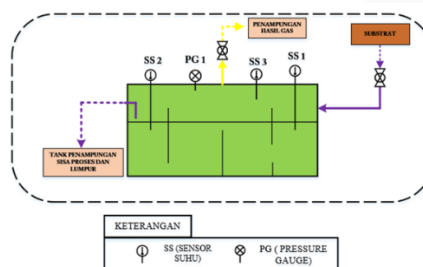 PENAMPUNGAN
HASIL GAS
SUBSTRAT
SS 2
PG 1
SS 3
SS 1
TANK PENAMPUNGAN
SISA PROSES DAN
LUMPUR
KETERANGAN
SS (SENSOR
SUHU)
PG ( PRESSURE
GAUGE)